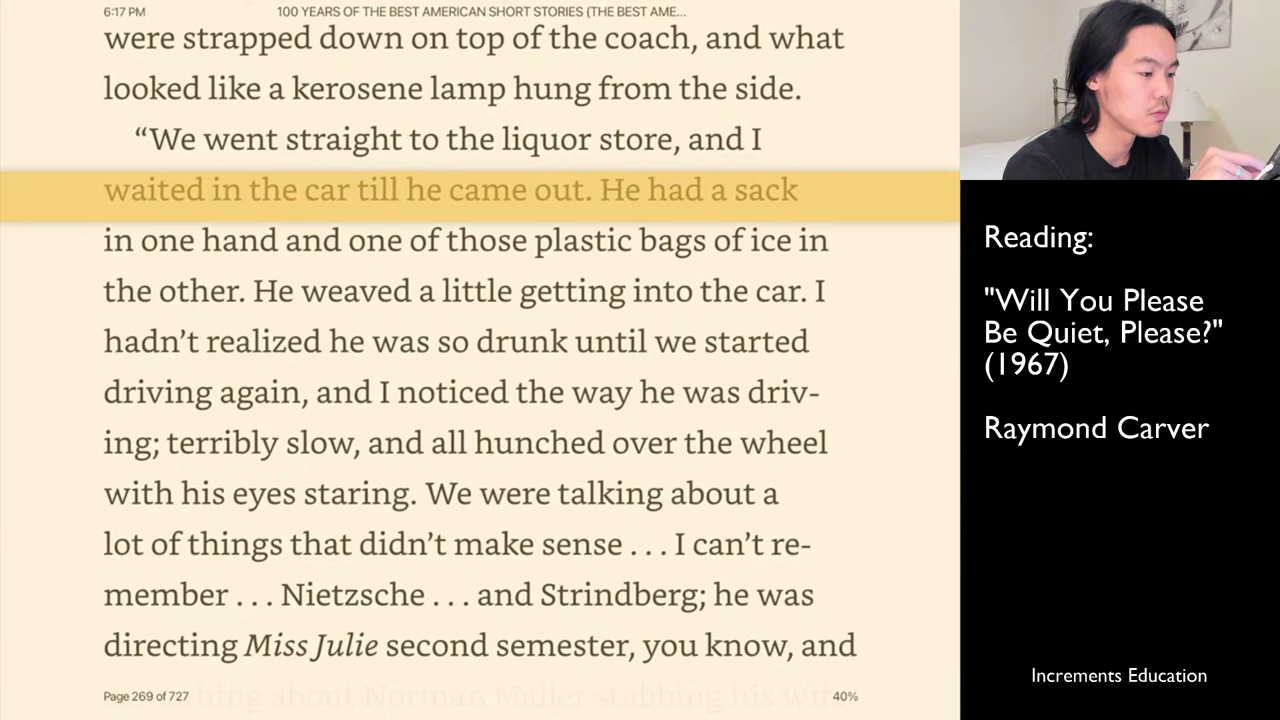 6:17 PM
100 YEARS OF THE BEST AMERICAN SHORT STORIES (THE BEST AME...
were strapped down on top of the coach, and what
looked like a kerosene lamp hung from the side.
“We went straight to the liquor store, and I
waited in the car till he came out. He had a sack
in one hand and one of those plastic bags of ice in
the other. He weaved a little getting into the car. I
hadn’t realized he was so drunk until we started
driving again, and I noticed the way he was driv-
ing; terribly slow, and all hunched over the wheel
with his eyes staring. We were talking about a
lot of things that didn’t make sense . . . I can’t re-
member . . . Nietzsche . . . and Strindberg; he was
directing Miss Julie second semester, you know, and
thing about Norman Mailer stubbing his wife
Page 269 of 727
40%
Reading:
"Will You Please
Be Quiet, Please?"
(1967)
Raymond Carver
Increments Education